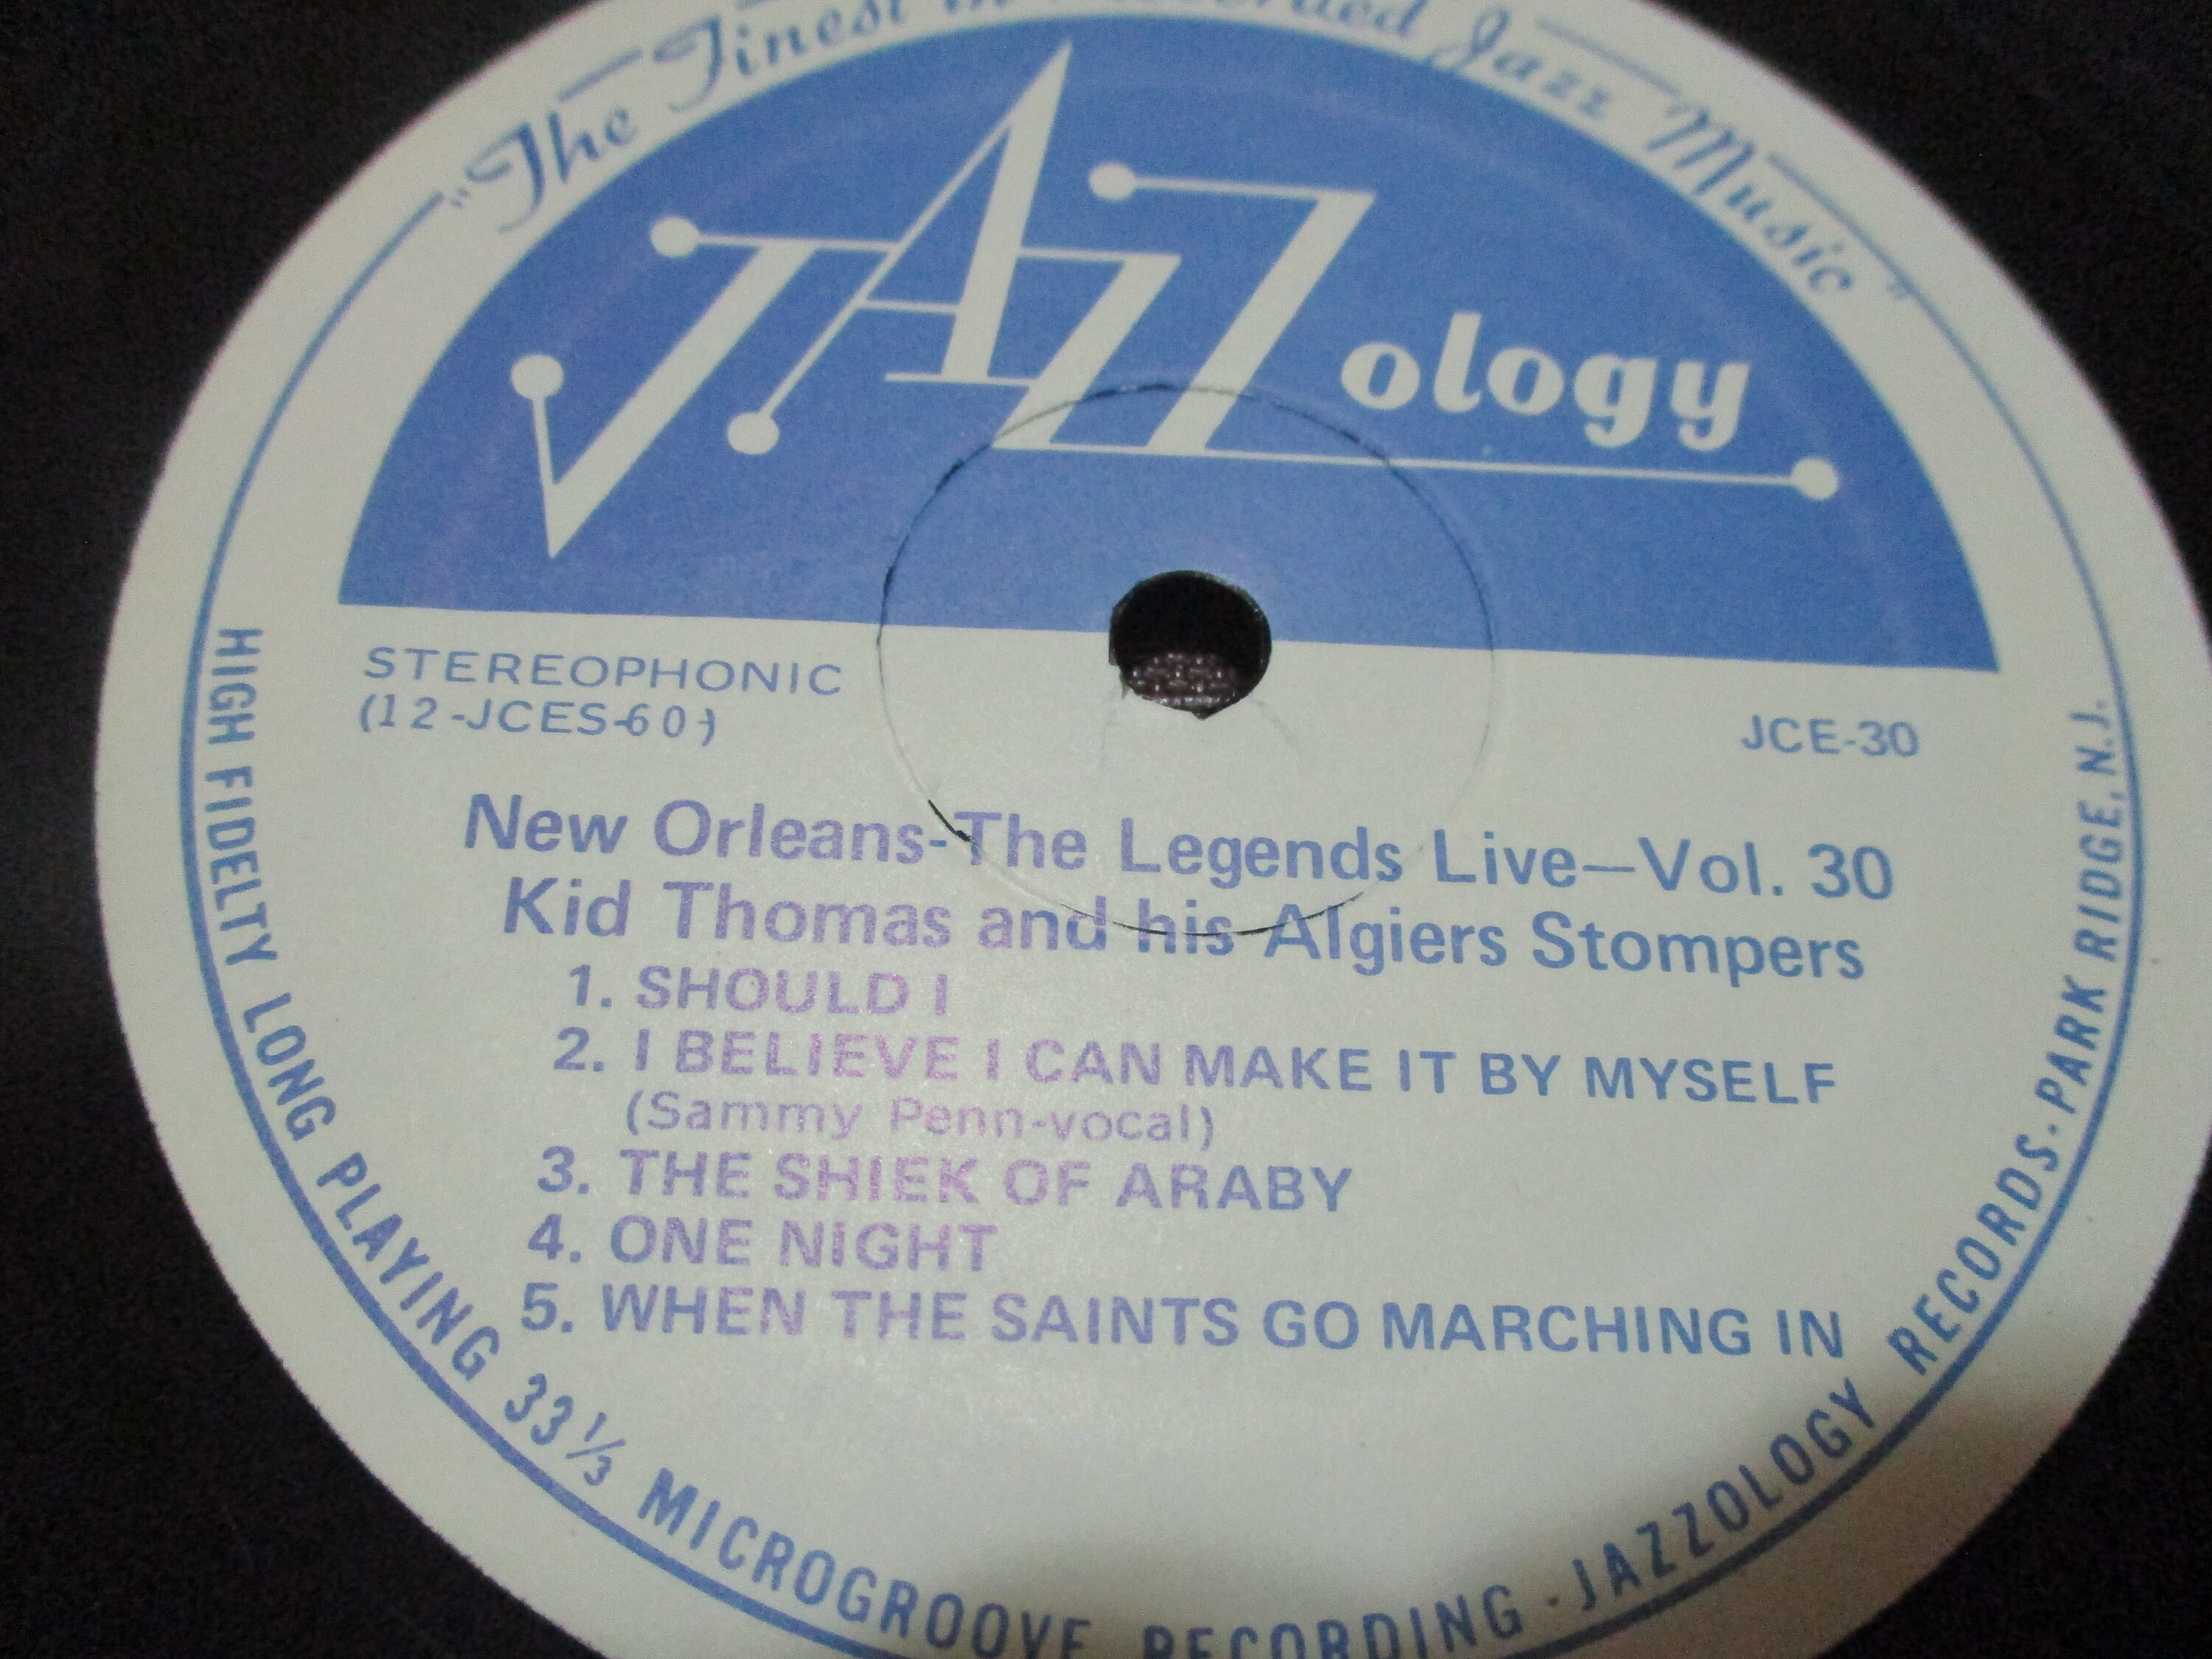 "The Finest in Recorded Jazz Music"
JAZZology
STEREOPHONIC
(12-JCES-60)
JCE-30
New Orleans-The Legends Live—Vol. 30
Kid Thomas and his Algiers Stompers
1. SHOULD I
2. I BELIEVE I CAN MAKE IT BY MYSELF
(Sammy Penn-vocal)
3. THE SHIEK OF ARABY
4. ONE NIGHT
5. WHEN THE SAINTS GO MARCHING IN
HIGH FIDELTY LONG PLAYING 33⅓ MICROGROOVE RECORDING · JAZZOLOGY RECORDS · PARK RIDGE, N.J.